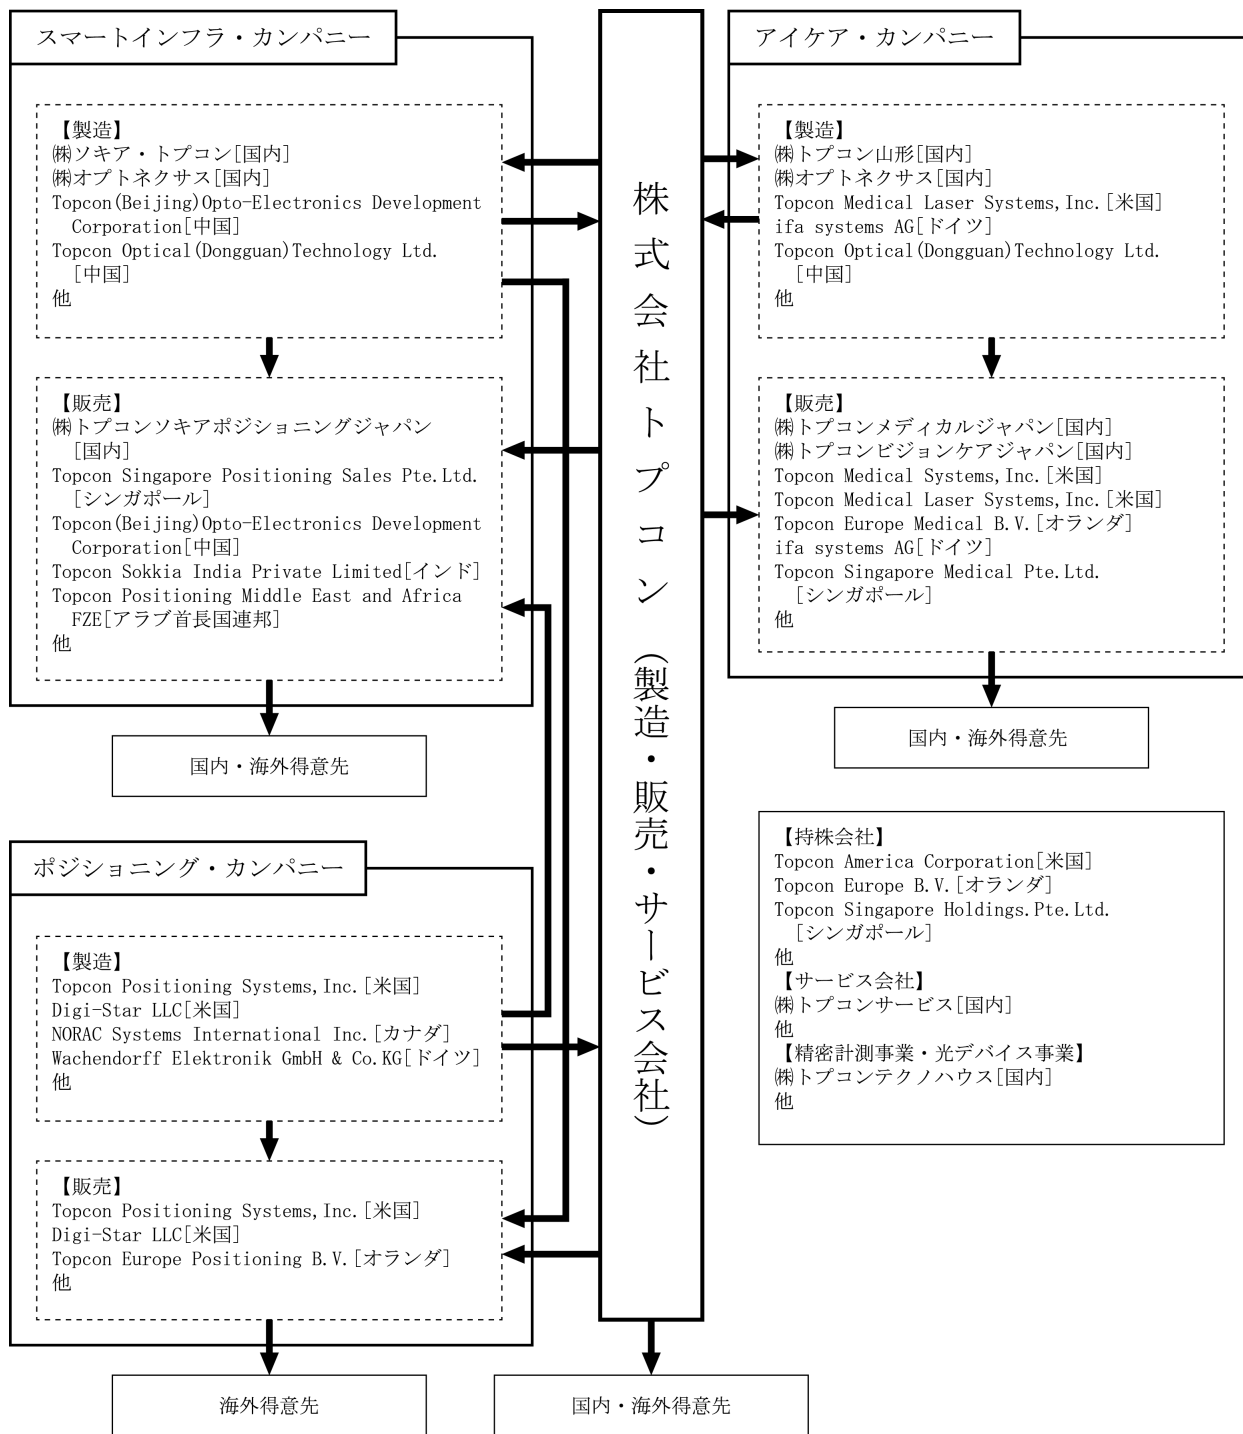 スマートインフラ・カンパニー
【製造】
㈱ソキア・トプコン[国内]
㈱オプトネクサス[国内]
Topcon(Beijing)Opto-Electronics Development
Corporation[中国]
Topcon Optical(Dongguan)Technology Ltd.
[中国]
他
【販売】
㈱トプコンソキアポジショニングジャパン
[国内]
Topcon Singapore Positioning Sales Pte.Ltd.
[シンガポール]
Topcon(Beijing)Opto-Electronics Development
Corporation[中国]
Topcon Sokkia India Private Limited[インド]
Topcon Positioning Middle East and Africa
FZE[アラブ首長国連邦]
他
国内・海外得意先
ポジショニング・カンパニー
【製造】
Topcon Positioning Systems,Inc.[米国]
Digi-Star LLC[米国]
NORAC Systems International Inc.[カナダ]
Wachendorff Elektronik GmbH & Co.KG[ドイツ]
他
【販売】
Topcon Positioning Systems,Inc.[米国]
Digi-Star LLC[米国]
Topcon Europe Positioning B.V.[オランダ]
他
海外得意先
株式会社トプコン（製造・販売・サービス会社）
国内・海外得意先
アイケア・カンパニー
【製造】
㈱トプコン山形[国内]
㈱オプトネクサス[国内]
Topcon Medical Laser Systems,Inc.[米国]
ifa systems AG[ドイツ]
Topcon Optical(Dongguan)Technology Ltd.
[中国]
他
【販売】
㈱トプコンメディカルジャパン[国内]
㈱トプコンビジョンケアジャパン[国内]
Topcon Medical Systems,Inc.[米国]
Topcon Medical Laser Systems,Inc.[米国]
Topcon Europe Medical B.V.[オランダ]
ifa systems AG[ドイツ]
Topcon Singapore Medical Pte.Ltd.
[シンガポール]
他
国内・海外得意先
【持株会社】
Topcon America Corporation[米国]
Topcon Europe B.V.[オランダ]
Topcon Singapore Holdings.Pte.Ltd.
[シンガポール]
他
【サービス会社】
㈱トプコンサービス[国内]
他
【精密計測事業・光デバイス事業】
㈱トプコンテクノハウス[国内]
他